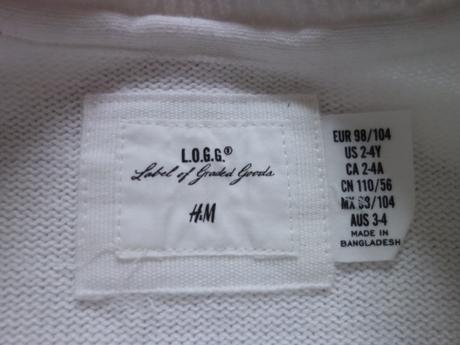 L.O.G.G.®
Label of Graded Goods
H&M
EUR 98/104
US 2-4Y
CA 2-4A
CN 110/56
MX 93/104
AUS 3-4
MADE IN
BANGLADESH